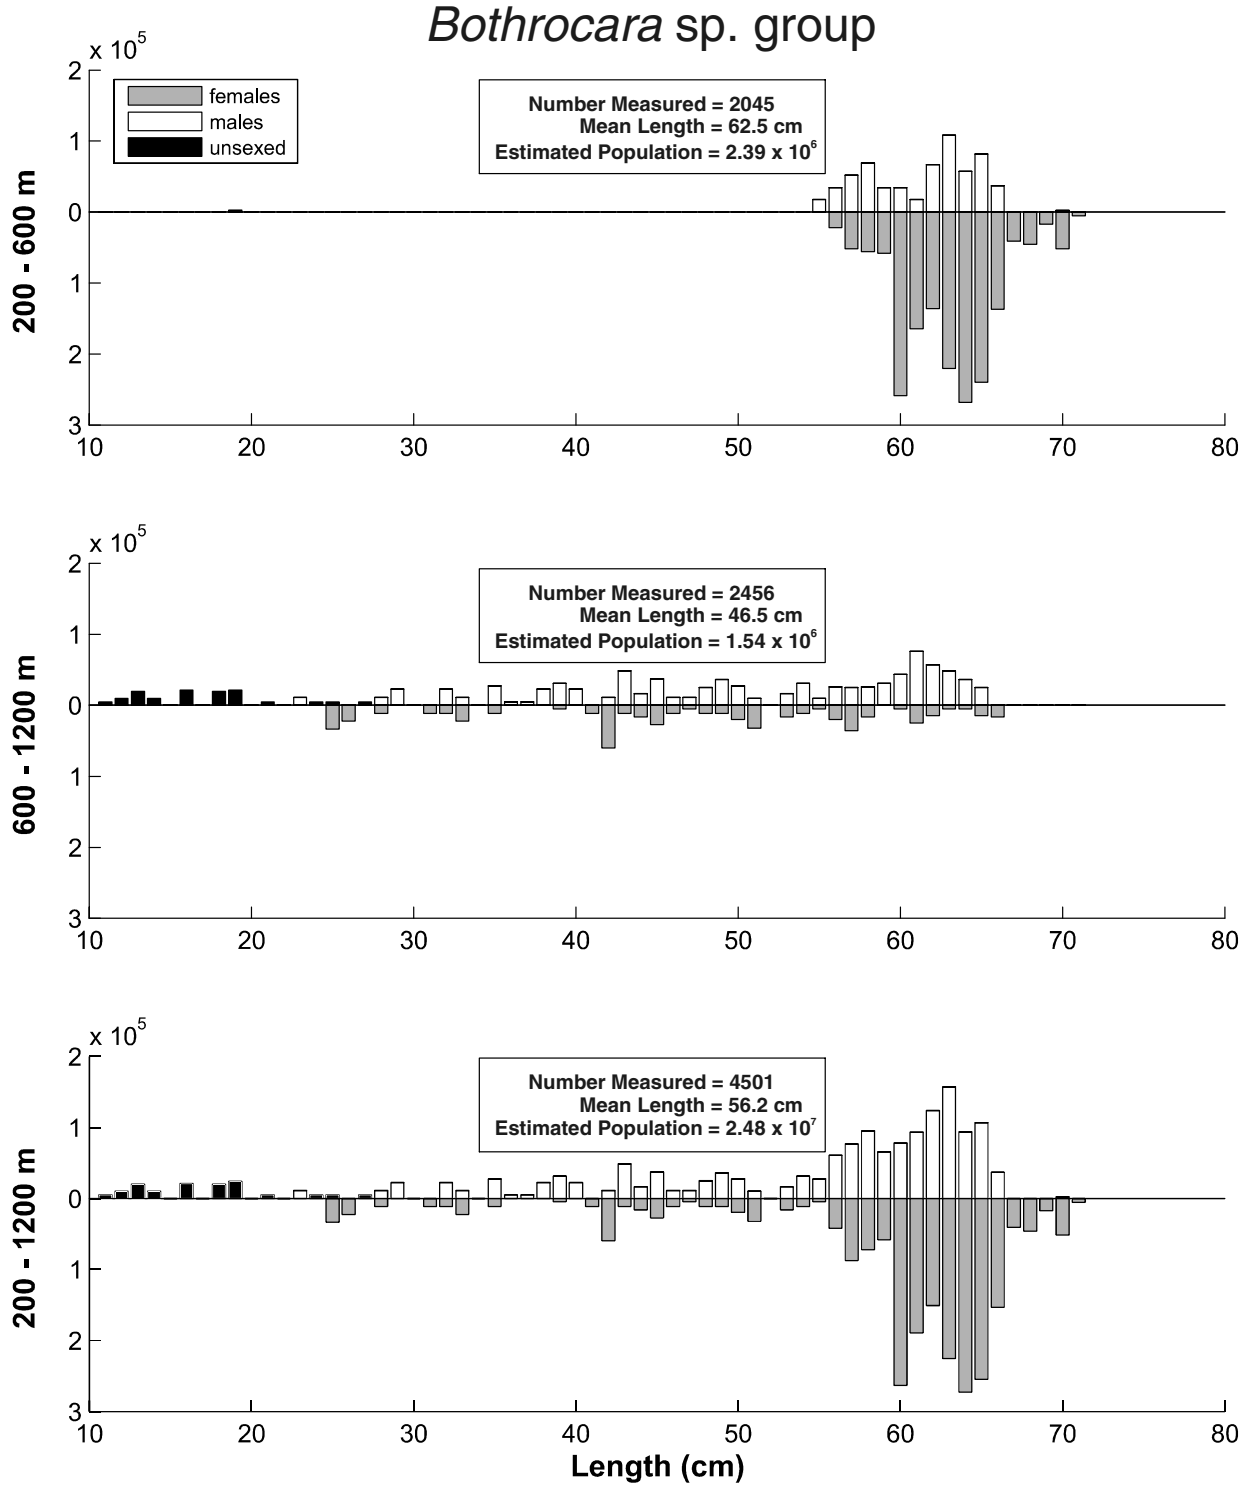 Bothrocara sp. group
x 10^5
2
females
males
unsexed
Number Measured = 2045
Mean Length = 62.5 cm
Estimated Population = 2.39 x 10^6
1
0
1
2
3
200 - 600 m
10 20 30 40 50 60 70 80
x 10^5
2
Number Measured = 2456
Mean Length = 46.5 cm
Estimated Population = 1.54 x 10^6
1
0
1
2
3
600 - 1200 m
10 20 30 40 50 60 70 80
x 10^5
2
Number Measured = 4501
Mean Length = 56.2 cm
Estimated Population = 2.48 x 10^7
1
0
1
2
3
200 - 1200 m
10 20 30 40 50 60 70 80
Length (cm)